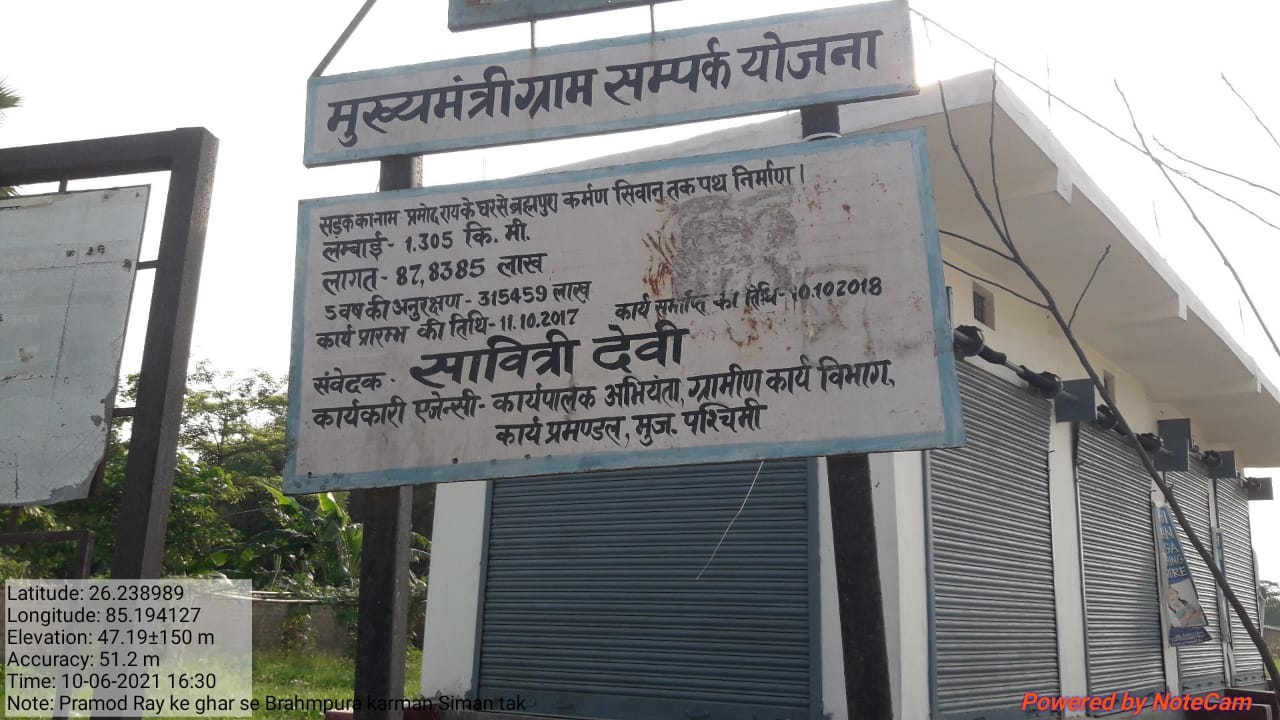 मुख्यमंत्री ग्राम सम्पर्क योजना
सड़क का नाम प्रमोद राय के घर से ब्रह्मपुरा कर्मण सिवान तक पथ निर्माण।
लम्बाई - 1.305 कि. मी.
लागत - 87,8385 लाख
5 वर्ष की अनुरक्षण - 315459 लाख
कार्य प्रारम्भ की तिथि - 11.10.2017 कार्य समाप्ति का तिथि - 10.10.2018
संवेदक - सावित्री देवी
कार्यकारी एजेन्सी - कार्यपालक अभियंता, ग्रामीण कार्य विभाग,
कार्य प्रमण्डल, मुज. पश्चिमी
Latitude: 26.238989
Longitude: 85.194127
Elevation: 47.19±150 m
Accuracy: 51.2 m
Time: 10-06-2021 16:30
Note: Pramod Ray ke ghar se Brahmpura karman Siman tak
Powered by NoteCam